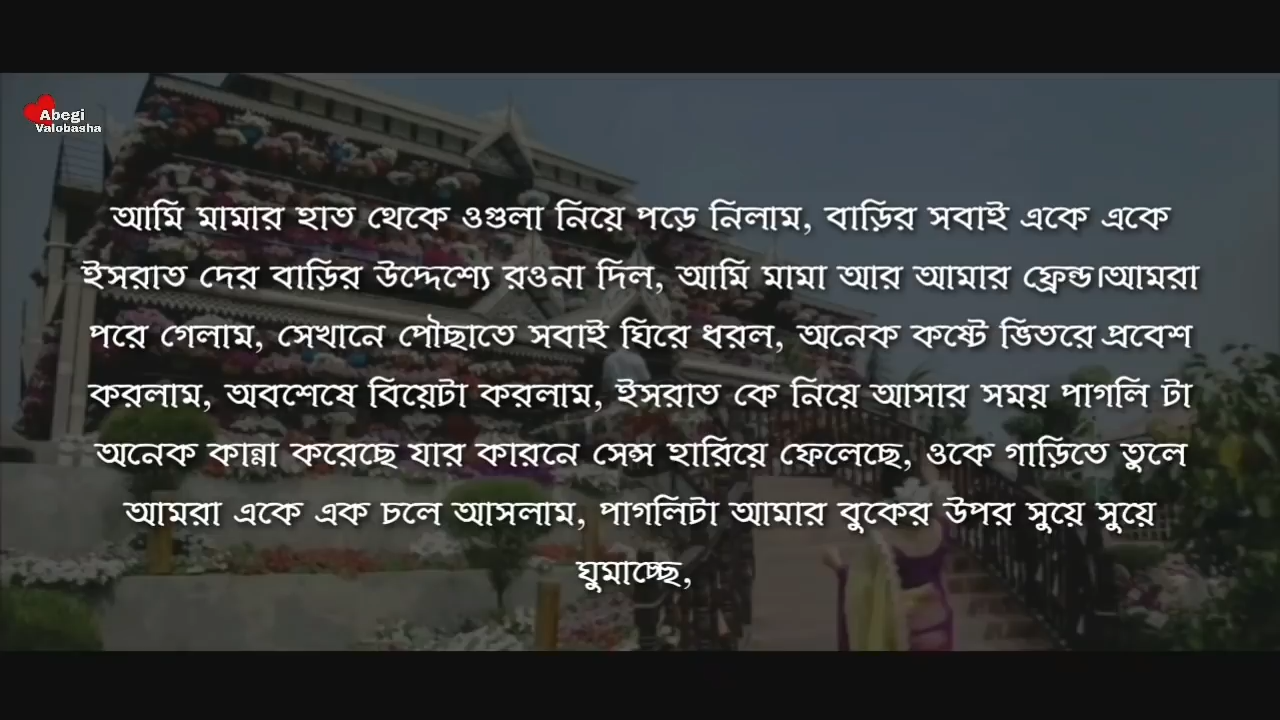 Abegi
Valobasha
আমি মামার হাত থেকে ওগুলা নিয়ে পড়ে নিলাম, বাড়ির সবাই একে একে
ইসরাত দের বাড়ির উদ্দেশ্যে রওনা দিল, আমি মামা আর আমার ফ্রেন্ড।আমরা
পরে গেলাম, সেখানে পৌছাতে সবাই ঘিরে ধরল, অনেক কষ্টে ভিতরে প্রবেশ
করলাম, অবশেষে বিয়েটা করলাম, ইসরাত কে নিয়ে আসার সময় পাগলি টা
অনেক কান্না করেছে যার কারনে সেন্স হারিয়ে ফেলেছে, ওকে গাড়িতে তুলে
আমরা একে এক চলে আসলাম, পাগলিটা আমার বুকের উপর সুয়ে সুয়ে
ঘুমাচ্ছে,